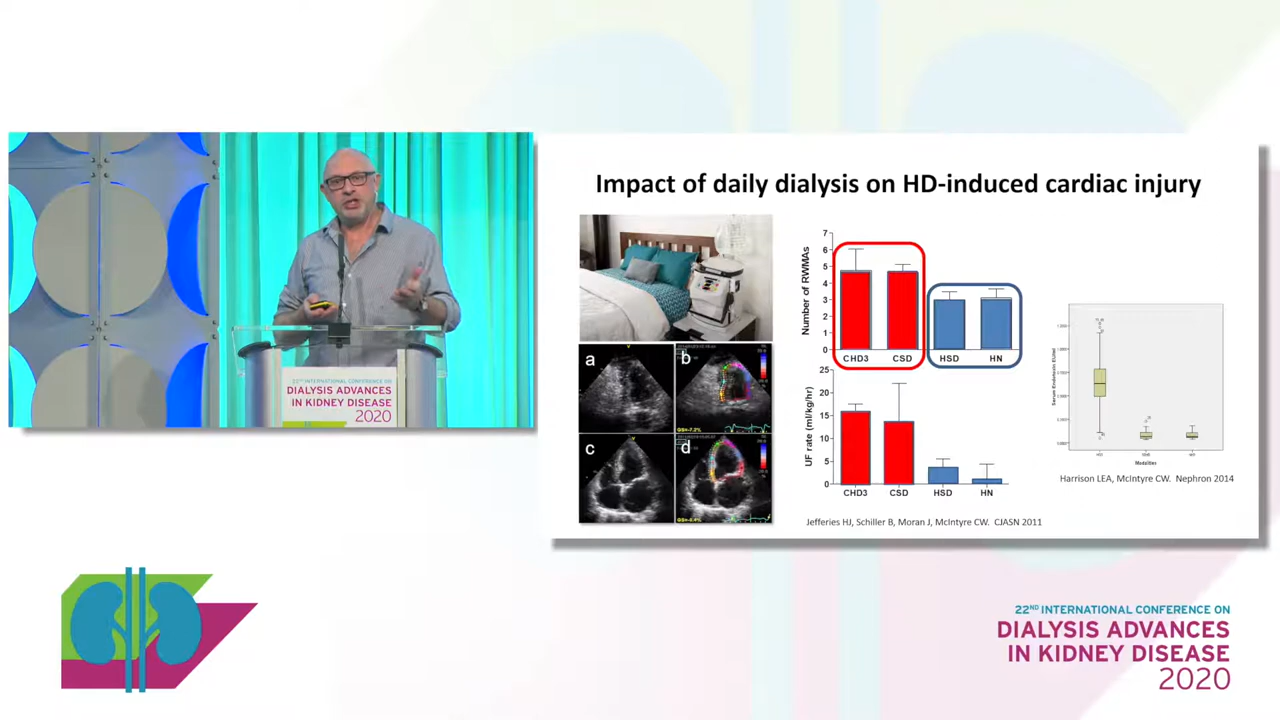 22ND INTERNATIONAL CONFERENCE ON
DIALYSIS ADVANCES
IN KIDNEY DISEASE
2020
Impact of daily dialysis on HD-induced cardiac injury
a
b
c
d
Number of RWMAs
7
6
5
4
3
2
1
0
CHD3 CSD HSD HN
UF rate (ml/kg/hr)
25
20
15
10
5
0
CHD3 CSD HSD HN
Jefferies HJ, Schiller B, Moran J, McIntyre CW. CJASN 2011
Modalities
Harrison LEA, McIntyre CW. Nephron 2014
22ND INTERNATIONAL CONFERENCE ON
DIALYSIS ADVANCES
IN KIDNEY DISEASE
2020